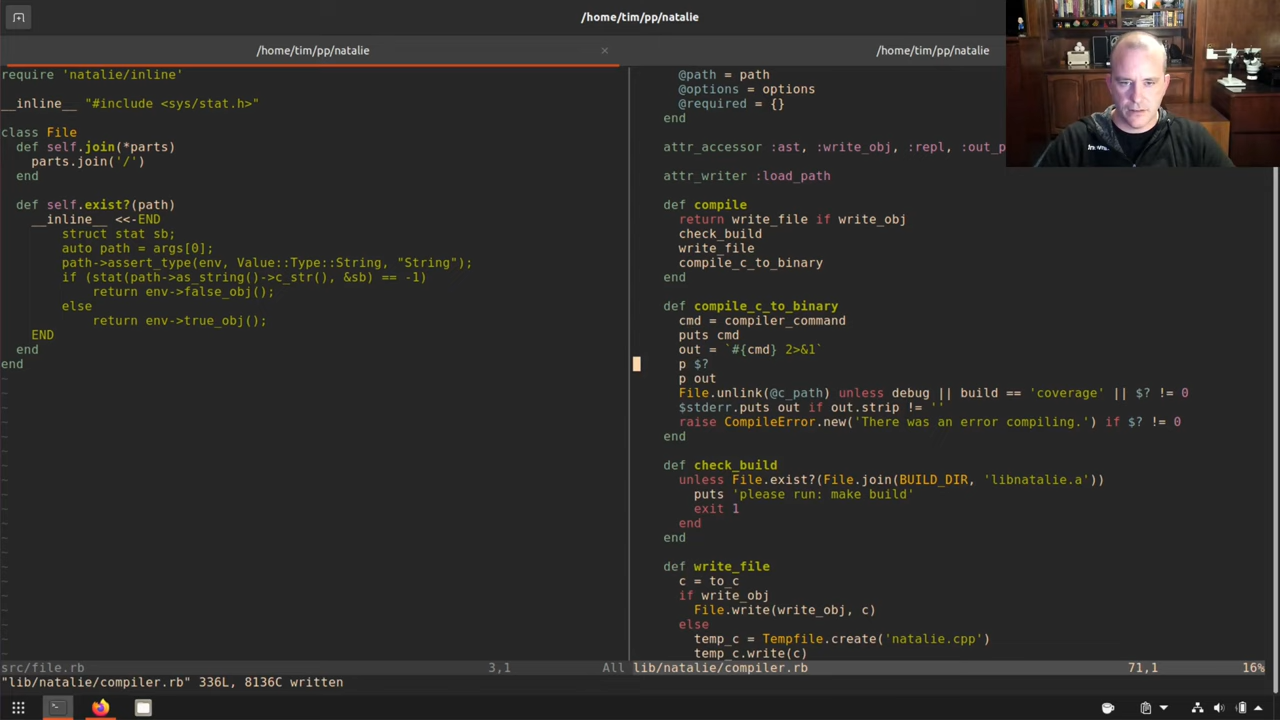 /home/tim/pp/natalie
/home/tim/pp/natalie
/home/tim/pp/natalie
require 'natalie/inline'
__inline__ "#include <sys/stat.h>"
class File
def self.join(*parts)
parts.join('/')
end
def self.exist?(path)
__inline__ <<-END
struct stat sb;
auto path = args[0];
path->assert_type(env, Value::Type::String, "String");
if (stat(path->as_string()->c_str(), &sb) == -1)
return env->false_obj();
else
return env->true_obj();
END
end
end
src/file.rb 3,1 All
@path = path
@options = options
@required = {}
end
attr_accessor :ast, :write_obj, :repl, :out_p
attr_writer :load_path
def compile
return write_file if write_obj
check_build
write_file
compile_c_to_binary
end
def compile_c_to_binary
cmd = compiler_command
puts cmd
out = `#{cmd} 2>&1`
p $?
p out
File.unlink(@c_path) unless debug || build == 'coverage' || $? != 0
$stderr.puts out if out.strip != ''
raise CompileError.new('There was an error compiling.') if $? != 0
end
def check_build
unless File.exist?(File.join(BUILD_DIR, 'libnatalie.a'))
puts 'please run: make build'
exit 1
end
end
def write_file
c = to_c
if write_obj
File.write(write_obj, c)
else
temp_c = Tempfile.create('natalie.cpp')
temp_c.write(c)
lib/natalie/compiler.rb 71,1 16%
"lib/natalie/compiler.rb" 336L, 8136C written